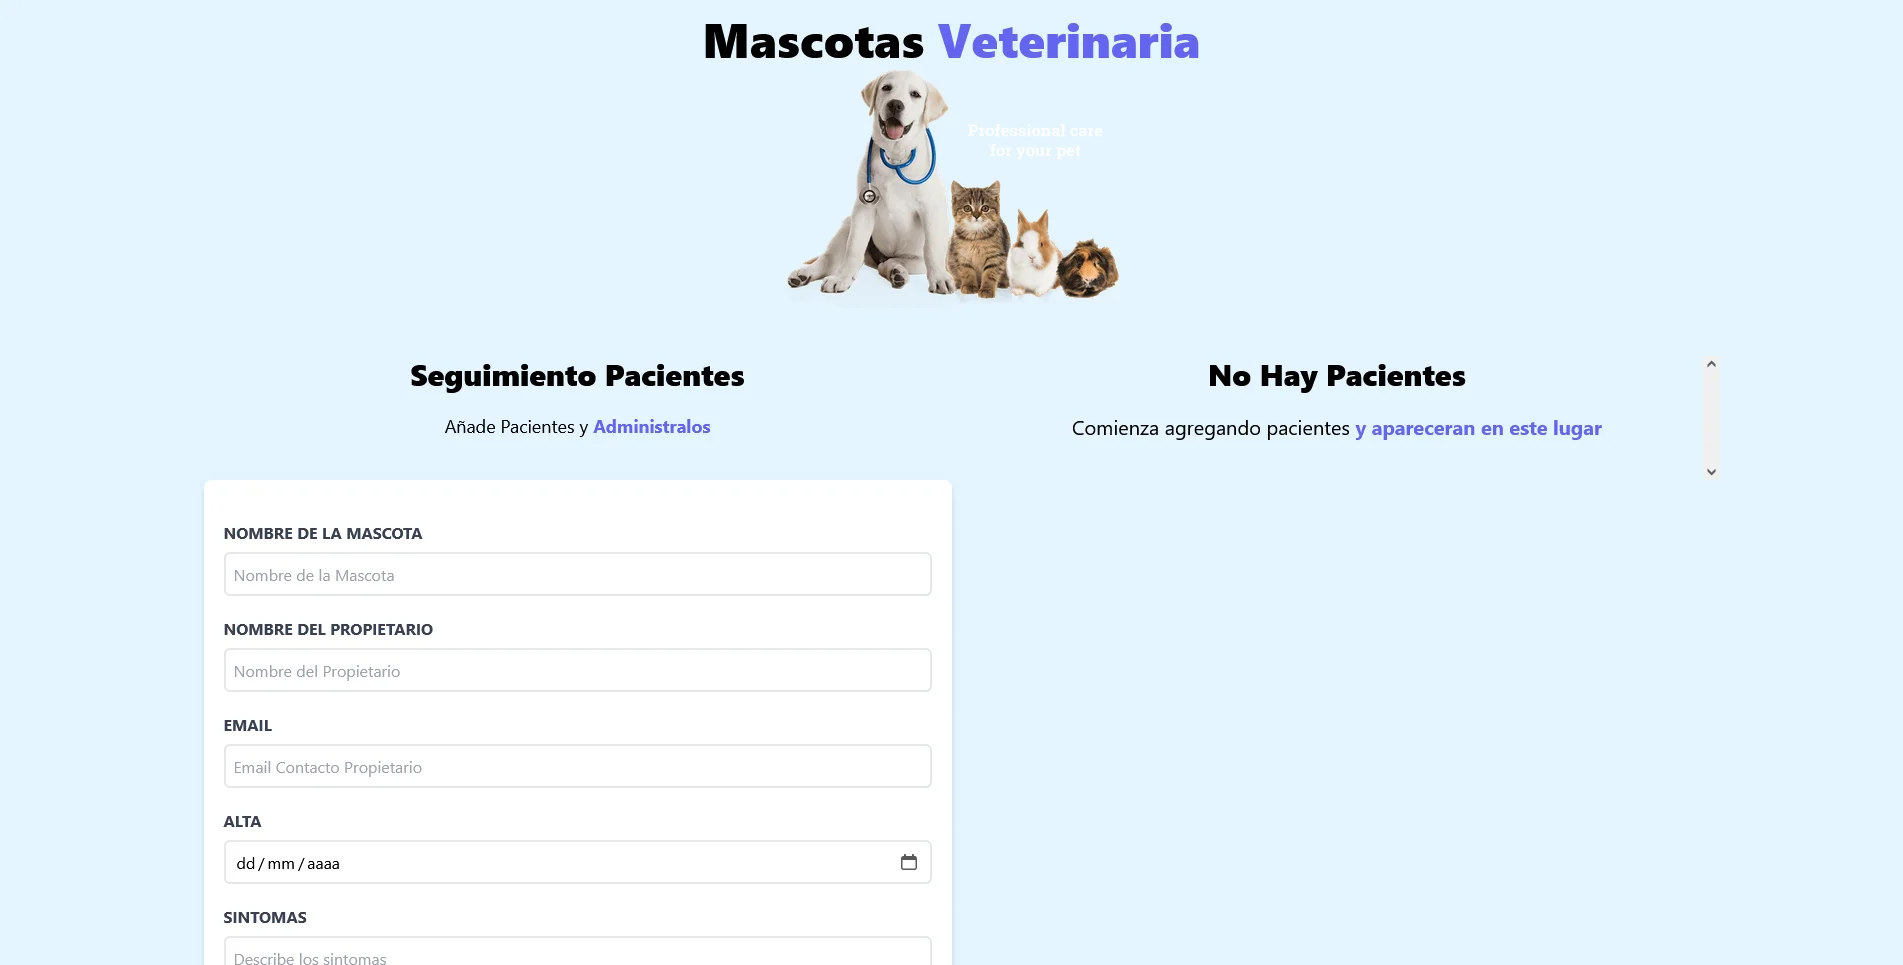 Mascotas Veterinaria
Professional care
for your pet
Seguimiento Pacientes
Añade Pacientes y Administralos
NOMBRE DE LA MASCOTA
Nombre de la Mascota
NOMBRE DEL PROPIETARIO
Nombre del Propietario
EMAIL
Email Contacto Propietario
ALTA
dd/mm/aaaa
SINTOMAS
Describe los sintomas
No Hay Pacientes
Comienza agregando pacientes y apareceran en este lugar